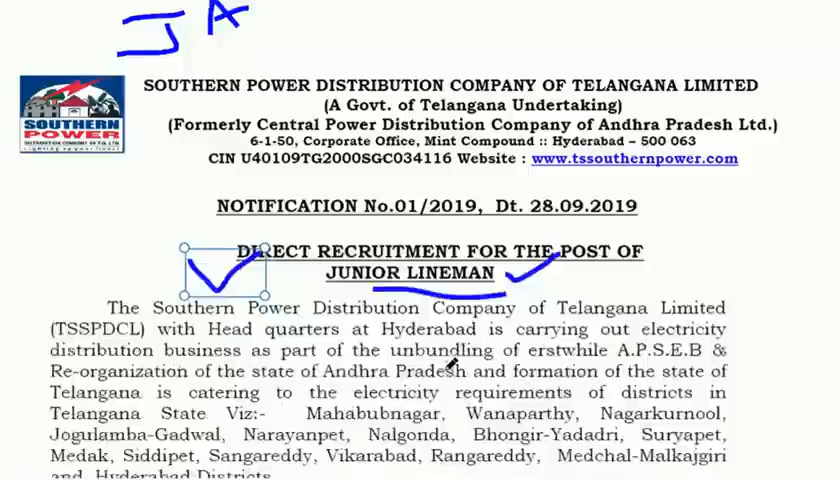 J A
SOUTHERN POWER DISTRIBUTION COMPANY OF TELANGANA LIMITED
(A Govt. of Telangana Undertaking)
(Formerly Central Power Distribution Company of Andhra Pradesh Ltd.)
6-1-50, Corporate Office, Mint Compound :: Hyderabad – 500 063
CIN U40109TG2000SGC034116 Website : www.tssouthernpower.com
SOUTHERN
POWER
NOTIFICATION No.01/2019, Dt. 28.09.2019
DIRECT RECRUITMENT FOR THE POST OF
JUNIOR LINEMAN
The Southern Power Distribution Company of Telangana Limited
(TSSPDCL) with Head quarters at Hyderabad is carrying out electricity
distribution business as part of the unbundling of erstwhile A.P.S.E.B &
Re-organization of the state of Andhra Pradesh and formation of the state of
Telangana is catering to the electricity requirements of districts in
Telangana State Viz:- Mahabubnagar, Wanaparthy, Nagarkurnool,
Jogulamba-Gadwal, Narayanpet, Nalgonda, Bhongir-Yadadri, Suryapet,
Medak, Siddipet, Sangareddy, Vikarabad, Rangareddy, Medchal-Malkajgiri
and Hyderabad Districts.